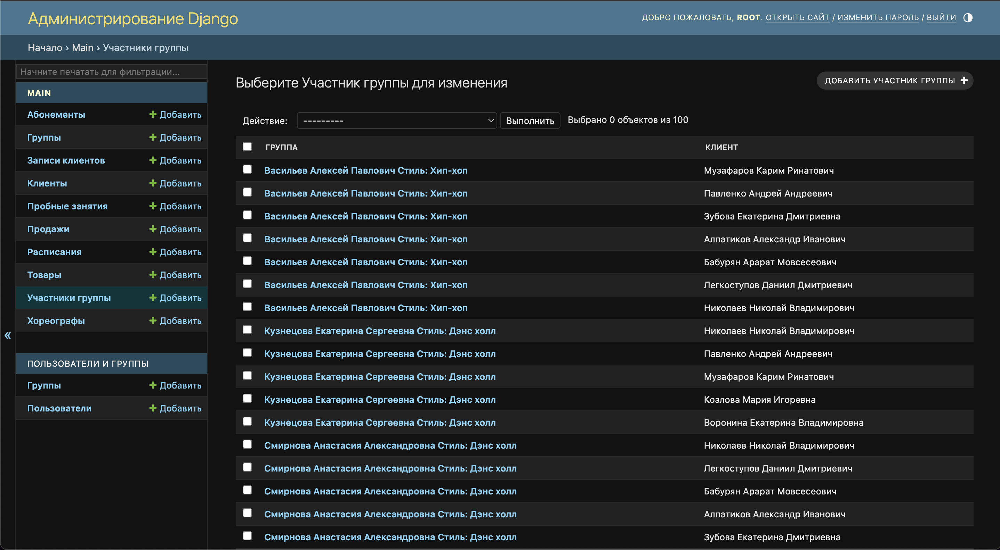 Администрирование Django
ДОБРО ПОЖАЛОВАТЬ, ROOT. ОТКРЫТЬ САЙТ / ИЗМЕНИТЬ ПАРОЛЬ / ВЫЙТИ
Начало › Main › Участники группы
Начните печатать для фильтрации...
MAIN
Абонементы + Добавить
Группы + Добавить
Записи клиентов + Добавить
Клиенты + Добавить
Пробные занятия + Добавить
Продажи + Добавить
Расписания + Добавить
Товары + Добавить
Участники группы + Добавить
Хореографы + Добавить
«
ПОЛЬЗОВАТЕЛИ И ГРУППЫ
Группы + Добавить
Пользователи + Добавить
Выберите Участник группы для изменения
ДОБАВИТЬ УЧАСТНИК ГРУППЫ +
Действие: --------- Выполнить Выбрано 0 объектов из 100
ГРУППА КЛИЕНТ
Васильев Алексей Павлович Стиль: Хип-хоп Музафаров Карим Ринатович
Васильев Алексей Павлович Стиль: Хип-хоп Павленко Андрей Андреевич
Васильев Алексей Павлович Стиль: Хип-хоп Зубова Екатерина Дмитриевна
Васильев Алексей Павлович Стиль: Хип-хоп Алпатиков Александр Иванович
Васильев Алексей Павлович Стиль: Хип-хоп Бабурян Арарат Мовсесеович
Васильев Алексей Павлович Стиль: Хип-хоп Легкоступов Даниил Дмитриевич
Васильев Алексей Павлович Стиль: Хип-хоп Николаев Николай Владимирович
Кузнецова Екатерина Сергеевна Стиль: Дэнс холл Николаев Николай Владимирович
Кузнецова Екатерина Сергеевна Стиль: Дэнс холл Павленко Андрей Андреевич
Кузнецова Екатерина Сергеевна Стиль: Дэнс холл Музафаров Карим Ринатович
Кузнецова Екатерина Сергеевна Стиль: Дэнс холл Козлова Мария Игоревна
Кузнецова Екатерина Сергеевна Стиль: Дэнс холл Воронина Екатерина Владимировна
Смирнова Анастасия Александровна Стиль: Дэнс холл Николаев Николай Владимирович
Смирнова Анастасия Александровна Стиль: Дэнс холл Легкоступов Даниил Дмитриевич
Смирнова Анастасия Александровна Стиль: Дэнс холл Бабурян Арарат Мовсесеович
Смирнова Анастасия Александровна Стиль: Дэнс холл Алпатиков Александр Иванович
Смирнова Анастасия Александровна Стиль: Дэнс холл Зубова Екатерина Дмитриевна